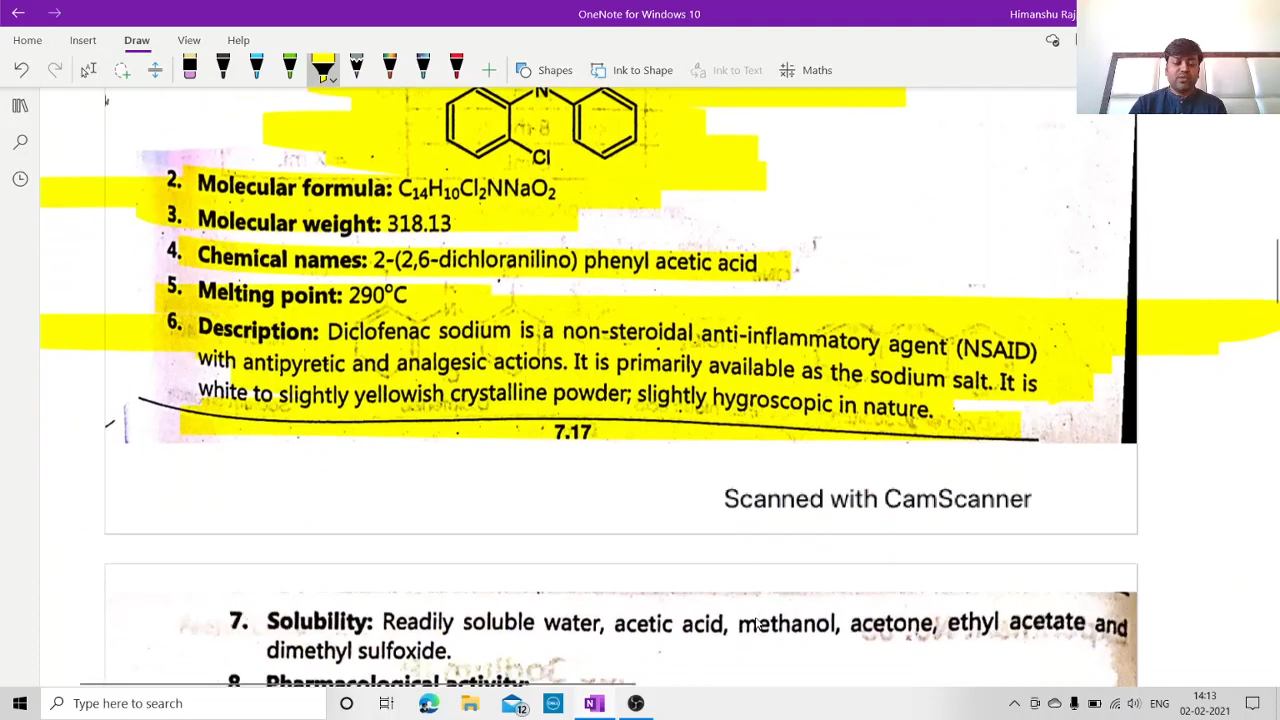 OneNote for Windows 10
Himanshu Raj
Home Insert Draw View Help
Shapes Ink to Shape Ink to Text Maths
N
Cl
2. Molecular formula: C₁₄H₁₀Cl₂NNaO₂
3. Molecular weight: 318.13
4. Chemical names: 2-(2,6-dichloranilino) phenyl acetic acid
5. Melting point: 290°C
6. Description: Diclofenac sodium is a non-steroidal anti-inflammatory agent (NSAID)
with antipyretic and analgesic actions. It is primarily available as the sodium salt. It is
white to slightly yellowish crystalline powder; slightly hygroscopic in nature.
7.17
Scanned with CamScanner
7. Solubility: Readily soluble water, acetic acid, methanol, acetone, ethyl acetate and
dimethyl sulfoxide.
8. Pharmacological activity:
Type here to search
12
ENG
14:13
02-02-2021